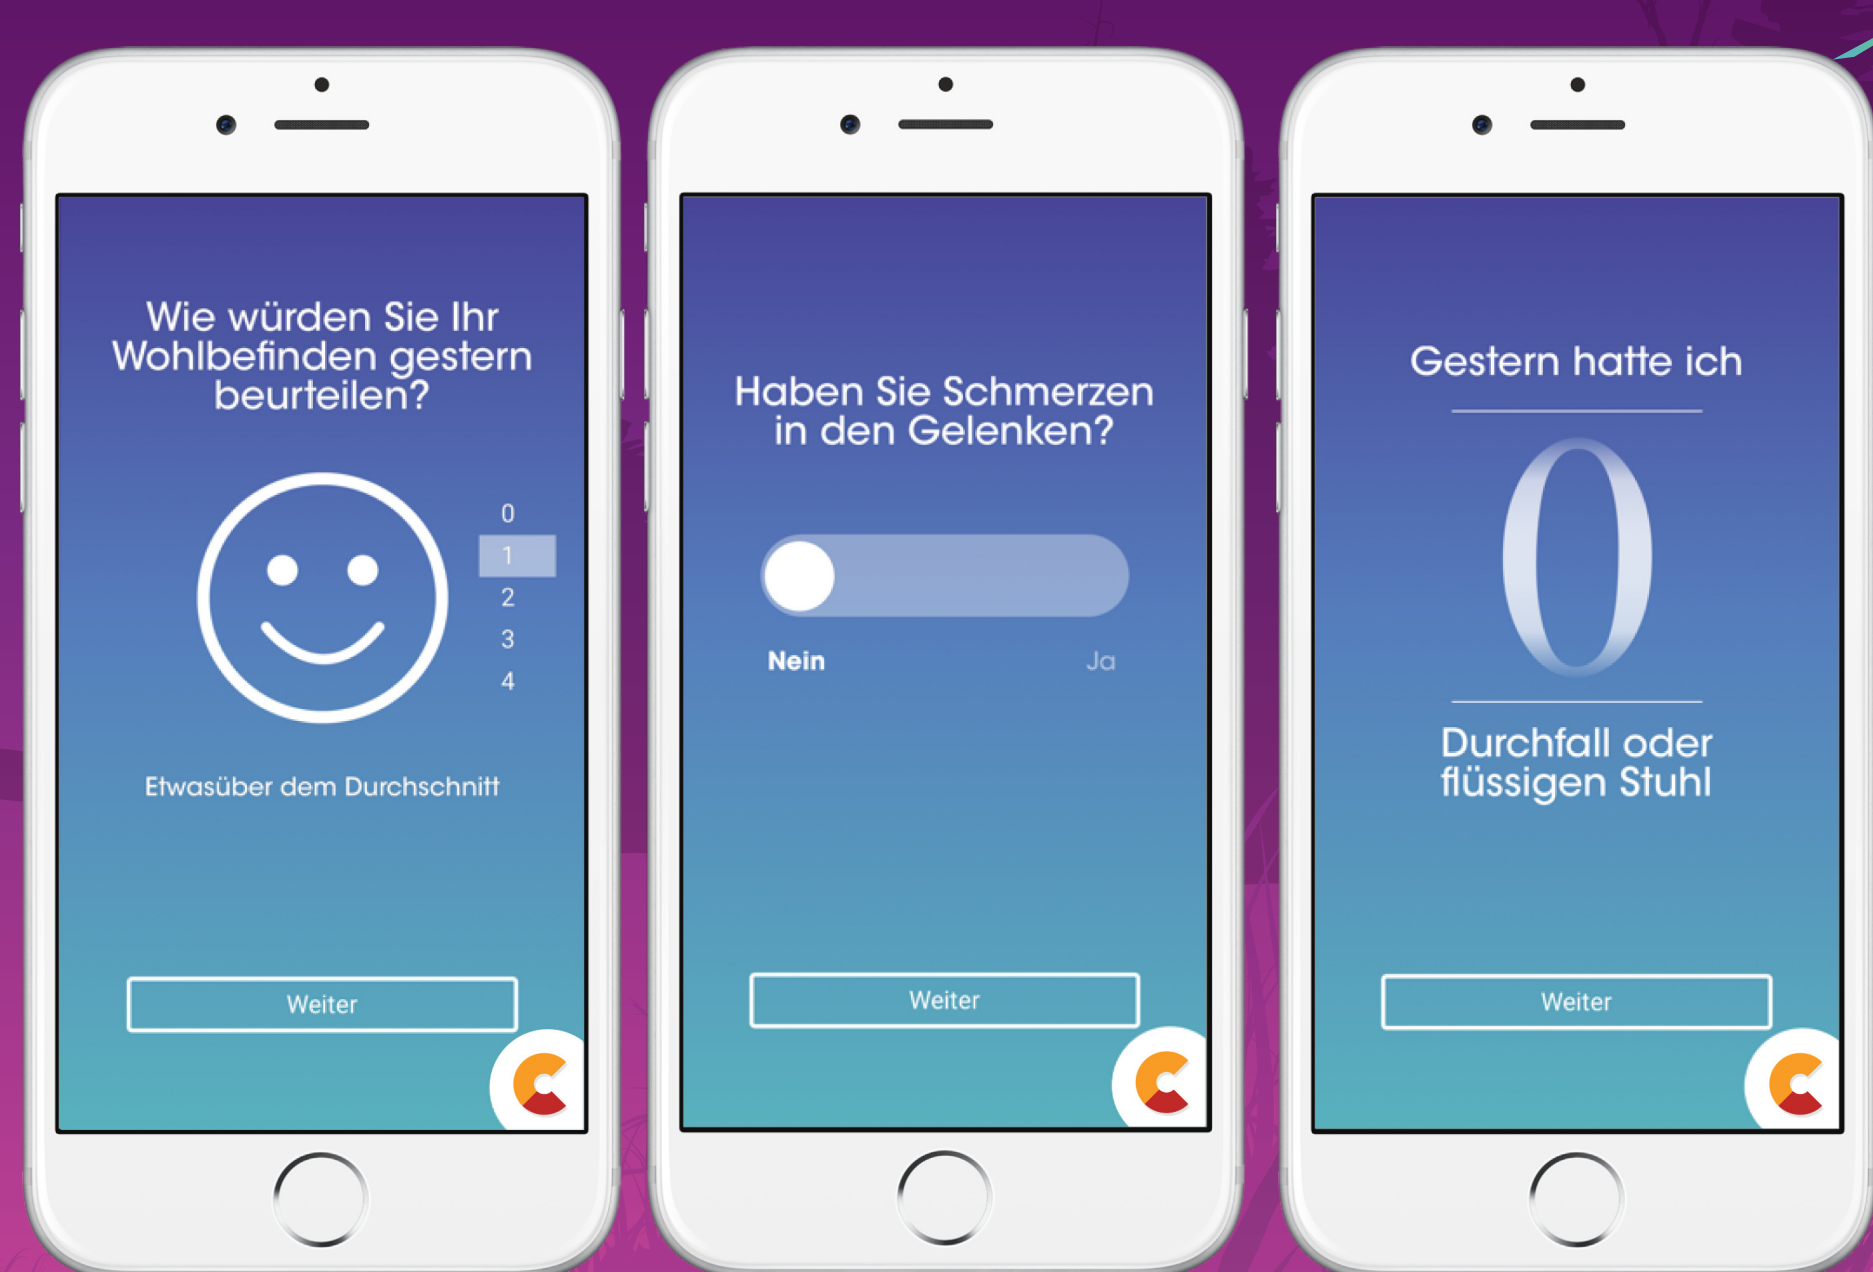 Wie würden Sie Ihr
Wohlbefinden gestern
beurteilen?
0
1
2
3
4
Etwasüber dem Durchschnitt
Weiter
Haben Sie Schmerzen
in den Gelenken?
Nein
Ja
Weiter
Gestern hatte ich
0
Durchfall oder
flüssigen Stuhl
Weiter